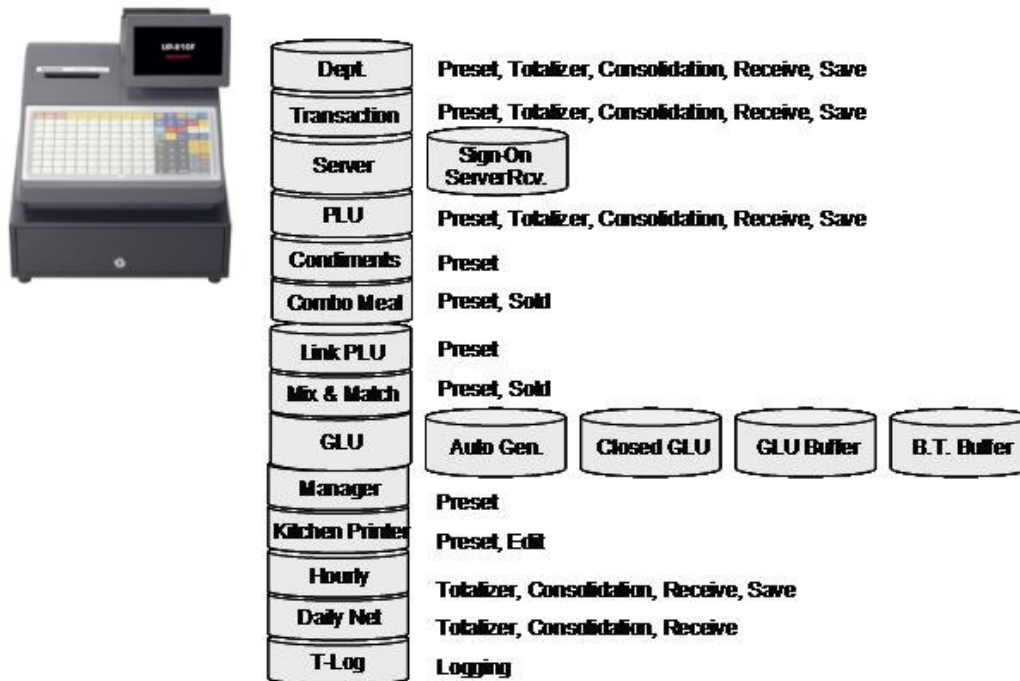 UP-810F
Dept.
Preset, Totalizer, Consolidation, Receive, Save
Transaction
Preset, Totalizer, Consolidation, Receive, Save
Server
Sign-On
ServerRcv.
PLU
Preset, Totalizer, Consolidation, Receive, Save
Condiments
Preset
Combo Meal
Preset, Sold
Link PLU
Preset
Mix & Match
Preset, Sold
GLU
Auto Gen.
Closed GLU
GLU Buffer
B.T. Buffer
Manager
Preset
Kitchen Printer
Preset, Edit
Hourly
Totalizer, Consolidation, Receive, Save
Daily Net
Totalizer, Consolidation, Receive
T-Log
Logging